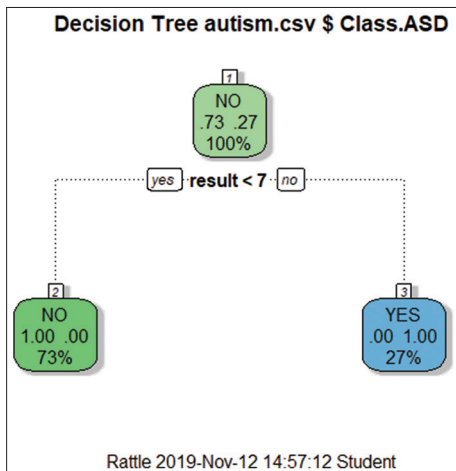 Decision Tree autism.csv $ Class.ASD
1
NO
.73 .27
100%
yes result < 7 no
2
NO
1.00 .00
73%
3
YES
.00 1.00
27%
Rattle 2019-Nov-12 14:57:12 Student